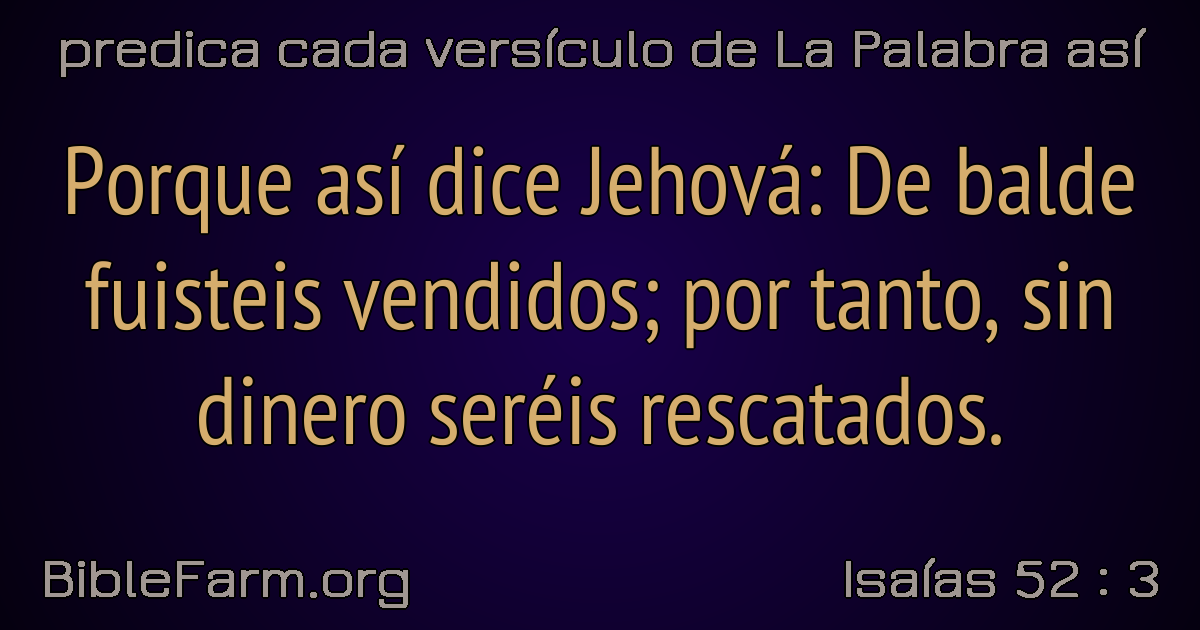 predica cada versículo de La Palabra así
Porque así dice Jehová: De balde
fuisteis vendidos; por tanto, sin
dinero seréis rescatados.
BibleFarm.org
Isaías 52 : 3